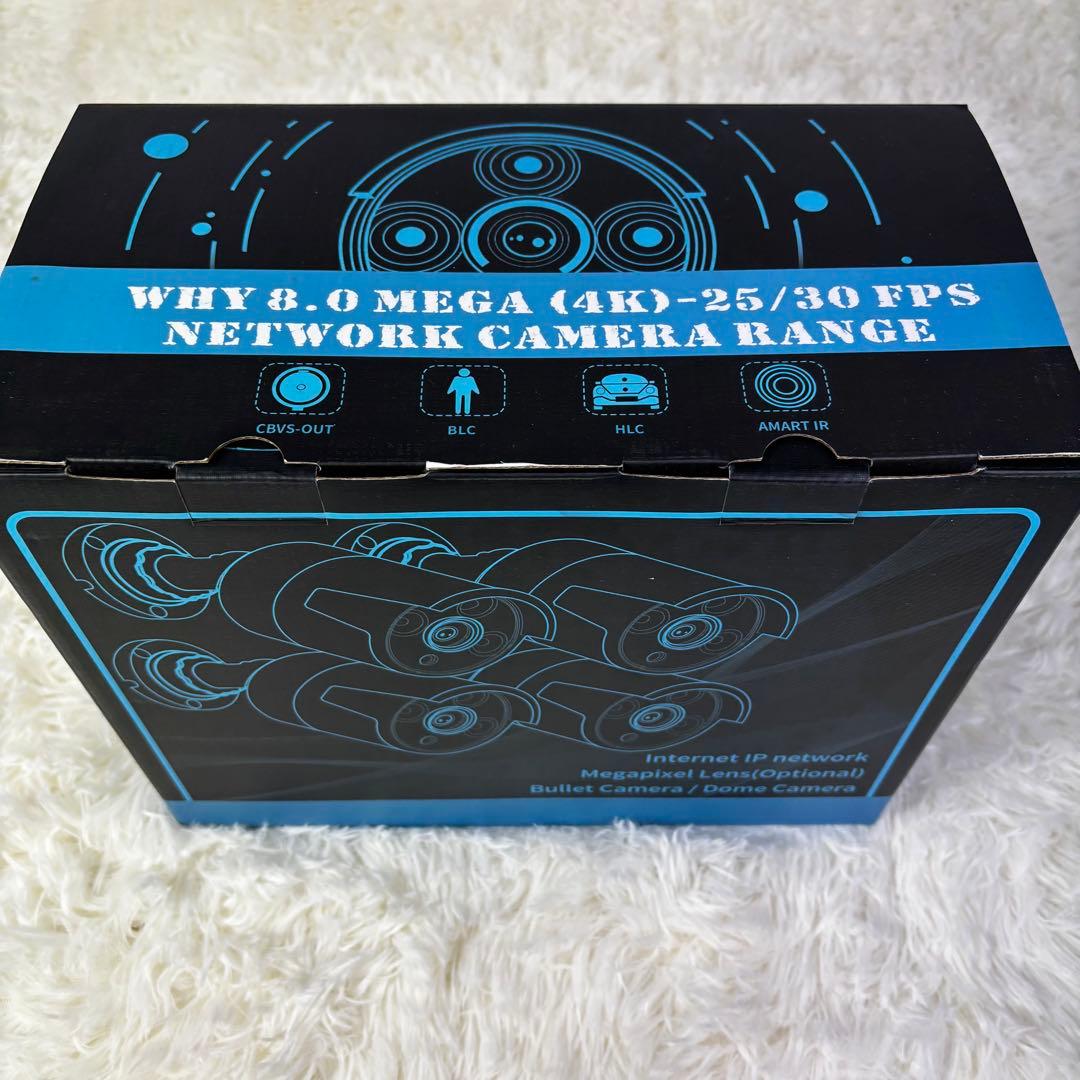 WHY 8.0 MEGA (4K)-25/30 FPS
NETWORK CAMERA RANGE
CBVS-OUT
BLC
HLC
AMART IR
Internet IP network
Megapixel Lens(Optional)
Bullet Camera / Dome Camera